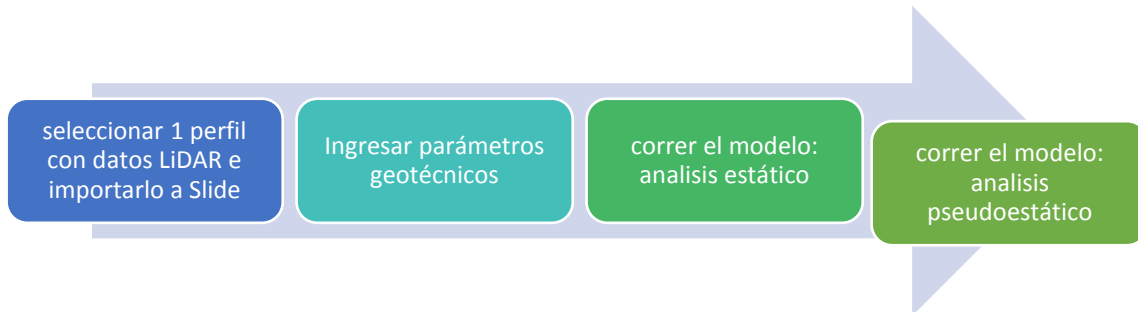 seleccionar 1 perfil
con datos LiDAR e
importarlo a Slide
Ingresar parámetros
geotécnicos
correr el modelo:
analisis estático
correr el modelo:
analisis
pseudoestático